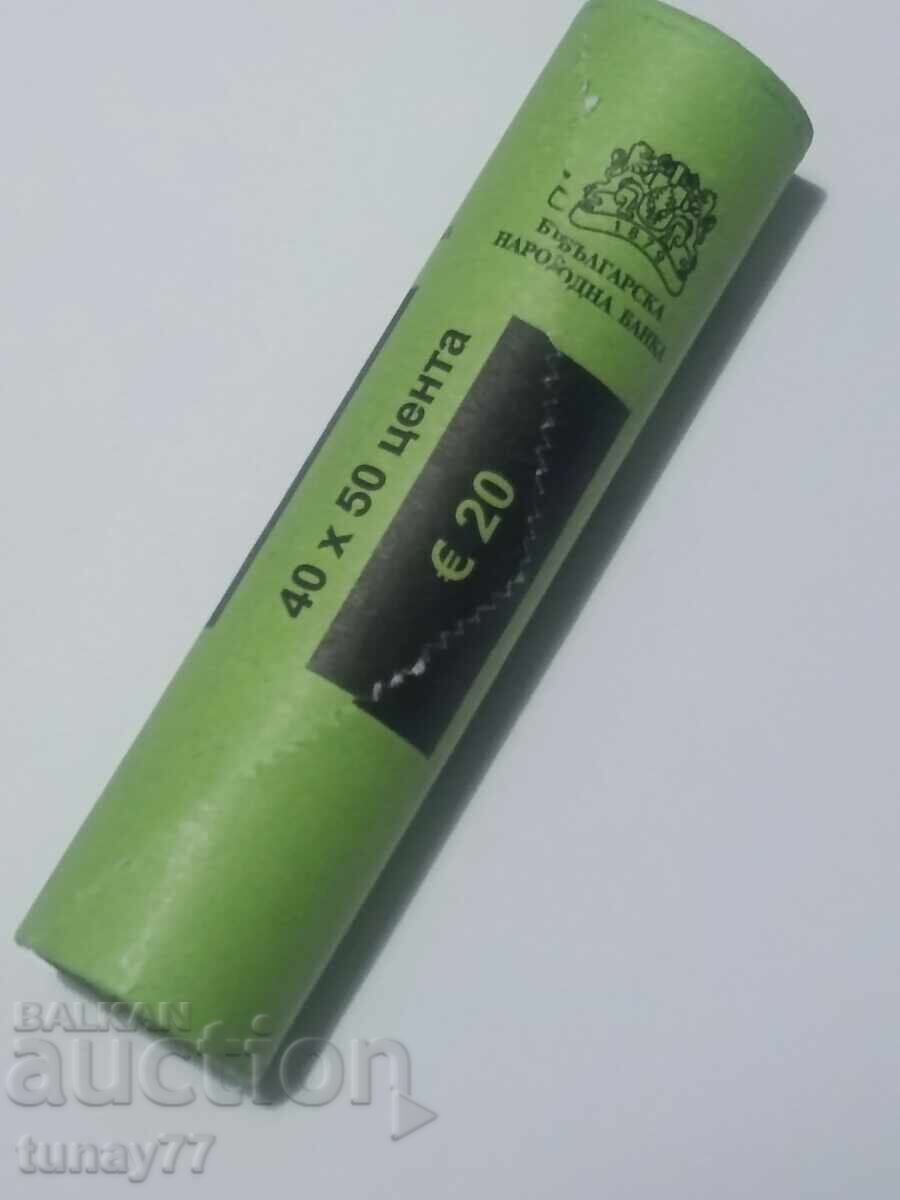 1879
БЪЛГАРСКА
НАРОДНА БАНКА
40 x 50 цента
€ 20
BALKAN
auction
tunay77